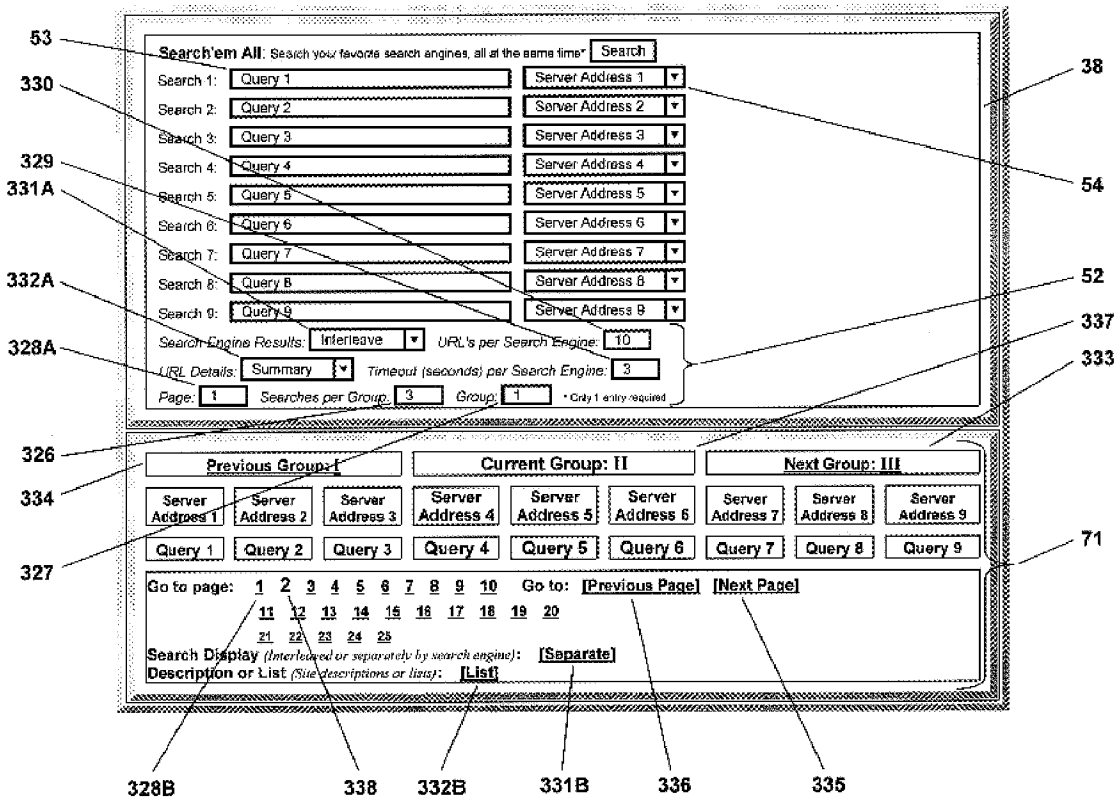 53
Search'em All: Search your favorite search engines, all at the same time* Search
330
Search 1: Query 1 Server Address 1
38
Search 2: Query 2 Server Address 2
Search 3: Query 3 Server Address 3
329
Search 4: Query 4 Server Address 4
331A
54
Search 5: Query 5 Server Address 5
Search 6: Query 6 Server Address 6
Search 7: Query 7 Server Address 7
332A
52
Search 8: Query 8 Server Address 8
Search 9: Query 9 Server Address 9
337
Search Engine Results: Interleave URL's per Search Engine: 10
328A
333
URL Details: Summary Timeout (seconds) per Search Engine: 3
Page: 1 Searches per Group: 3 Group: 1 * Only 1 entry required
326
Previous Group: I Current Group: II Next Group: III
334
Server Address 1 Server Address 2 Server Address 3 Server Address 4 Server Address 5 Server Address 6 Server Address 7 Server Address 8 Server Address 9
Query 1 Query 2 Query 3 Query 4 Query 5 Query 6 Query 7 Query 8 Query 9
71
327
Go to page: 1 2 3 4 5 6 7 8 9 10 Go to: [Previous Page] [Next Page]
11 12 13 14 15 16 17 18 19 20
21 22 23 24 25
Search Display (Interleaved or separately by search engine): [Separate]
Description or List (Site descriptions or lists): [List]
328B 338 332B 331B 336 335